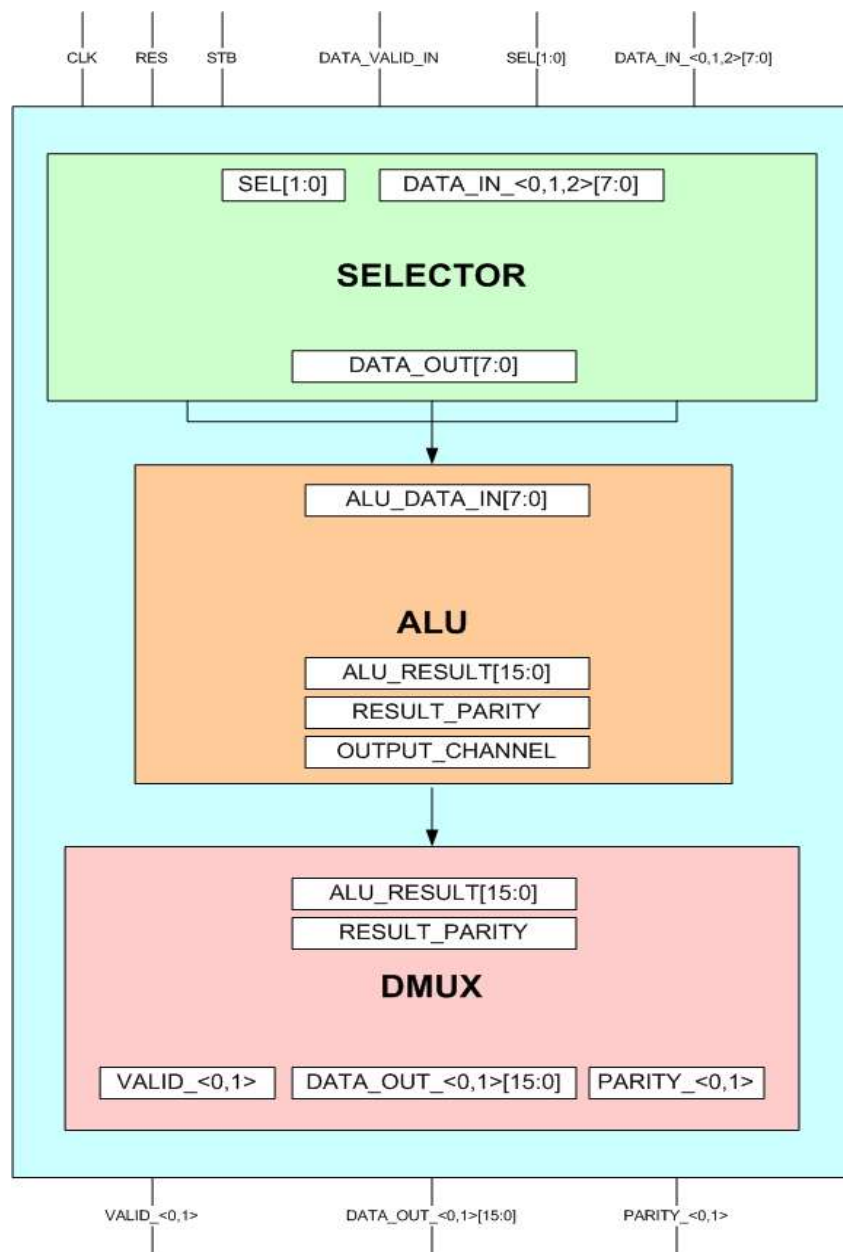 CLK RES STB DATA_VALID_IN SEL[1:0] DATA_IN_<0,1,2>[7:0]
SEL[1:0] DATA_IN_<0,1,2>[7:0]
SELECTOR
DATA_OUT[7:0]
ALU_DATA_IN[7:0]
ALU
ALU_RESULT[15:0]
RESULT_PARITY
OUTPUT_CHANNEL
ALU_RESULT[15:0]
RESULT_PARITY
DMUX
VALID_<0,1> DATA_OUT_<0,1>[15:0] PARITY_<0,1>
VALID_<0,1> DATA_OUT_<0,1>[15:0] PARITY_<0,1>